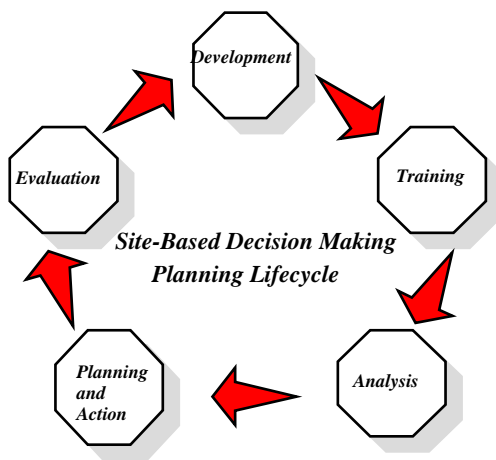 Development
Evaluation
Training
Site-Based Decision Making
Planning Lifecycle
Planning
and
Action
Analysis